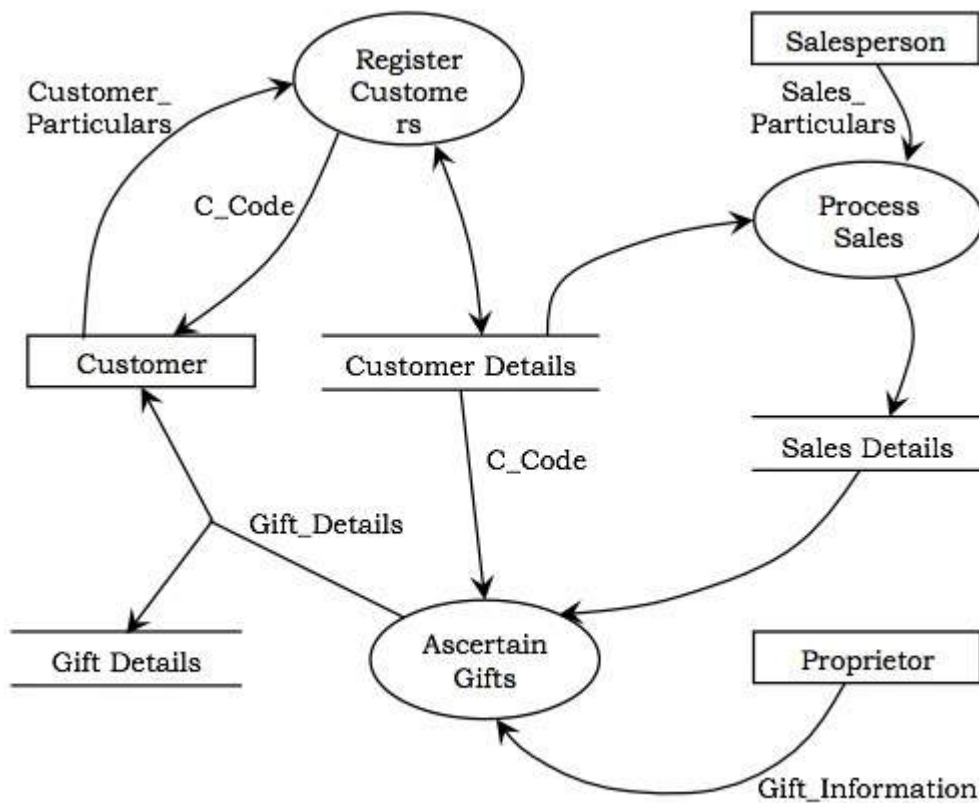 Register
Custome
rs
Salesperson
Customer_
Particulars
Sales_
Particulars
C_Code
Process
Sales
Customer
Customer Details
C_Code
Sales Details
Gift_Details
Gift Details
Ascertain
Gifts
Proprietor
Gift_Information